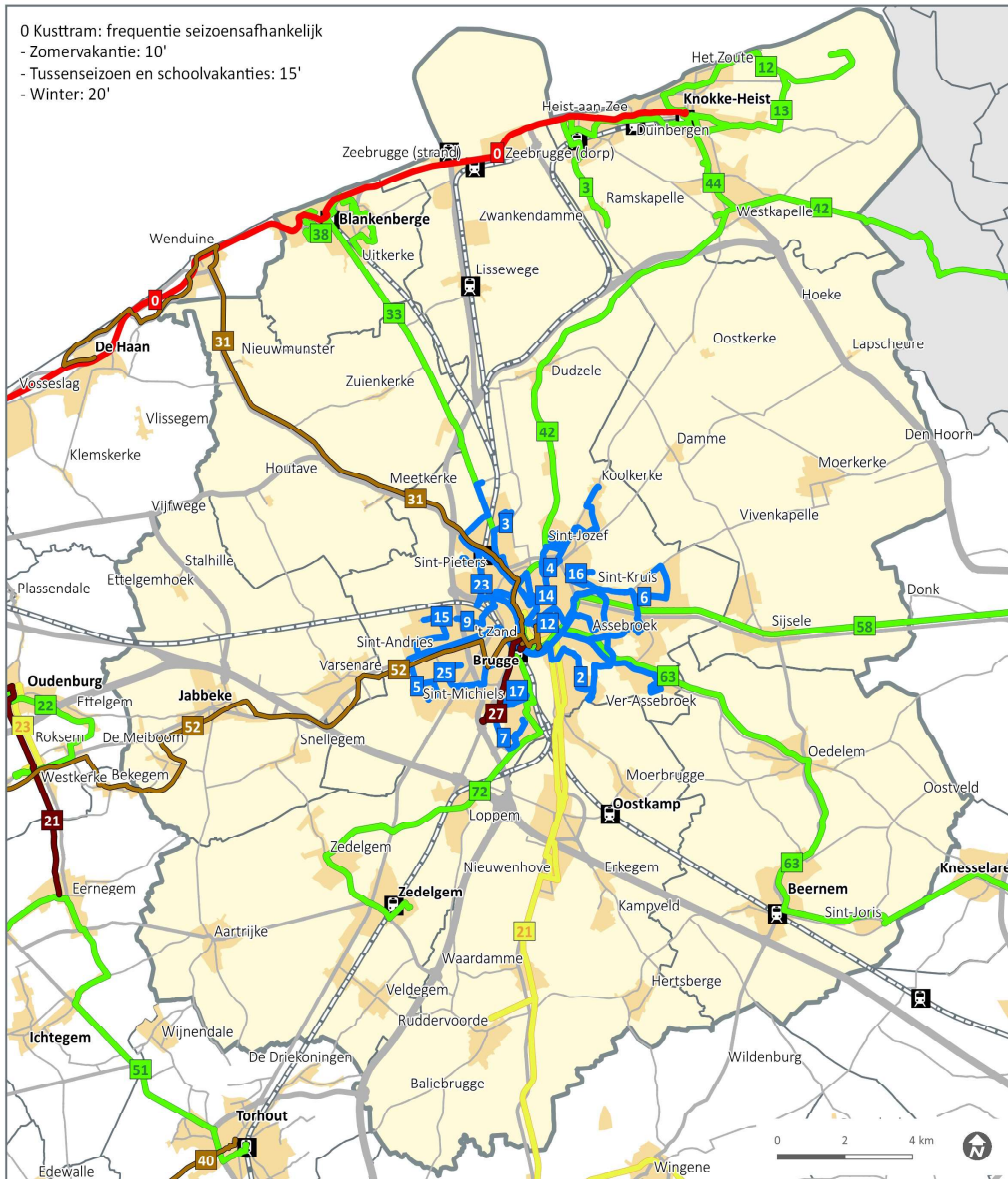 0 Kusttram: frequentie seizoensafhankelijk
- Zomervakantie: 10'
- Tussenseizoen en schoolvakanties: 15'
- Winter: 20'
Het Zoute
12
Knokke-Heist
13
Heist-aan-Zee
Duinbergen
Zeebrugge (strand)
0
Zeebrugge (dorp)
3
Ramskapelle
44
Westkapelle
42
Blankenberge
38
Zwankendamme
Wenduine
Uitkerke
Lissewege
Hoeke
0
33
De Haan
31
Nieuwmunster
Oostkerke
Lapscheure
Vosseslag
Zuienkerke
Dudzele
Vlissegem
42
Damme
Den Hoorn
Klemskerke
Houtave
Meetkerke
Koolkerke
Moerkerke
Vijfwege
31
3
Vivenkapelle
Sint-Jozef
Stalhille
Sint-Pieters
4
16
Sint-Kruis
Plassendale
Ettelgemhoek
23
14
6
Donk
15
9
12
Assebroek
Sijsele
58
't Zand
Sint-Andries
Varsenare
52
25
Brugge
2
63
Oudenburg
Jabbeke
5
Sint-Michiels
17
Ver-Assebroek
22
Ettelgem
27
23
Roksem
De Meiboom
52
Snellegem
7
Oedelem
Westkerke
Bekegem
Moerbrugge
Oostveld
72
Oostkamp
21
Loppem
Zedelgem
Nieuwenhove
Erkegem
63
Knesselare
Eernegem
Zedelgem
Beernem
Kampveld
Sint-Joris
Aartrijke
21
Waardamme
Hertsberge
Veldegem
Ruddervoorde
Ichtegem
Wijnendale
De Driekoningen
Wildenburg
51
Baliebrugge
Torhout
40
Edewalle
Wingene
0 2 4 km
N